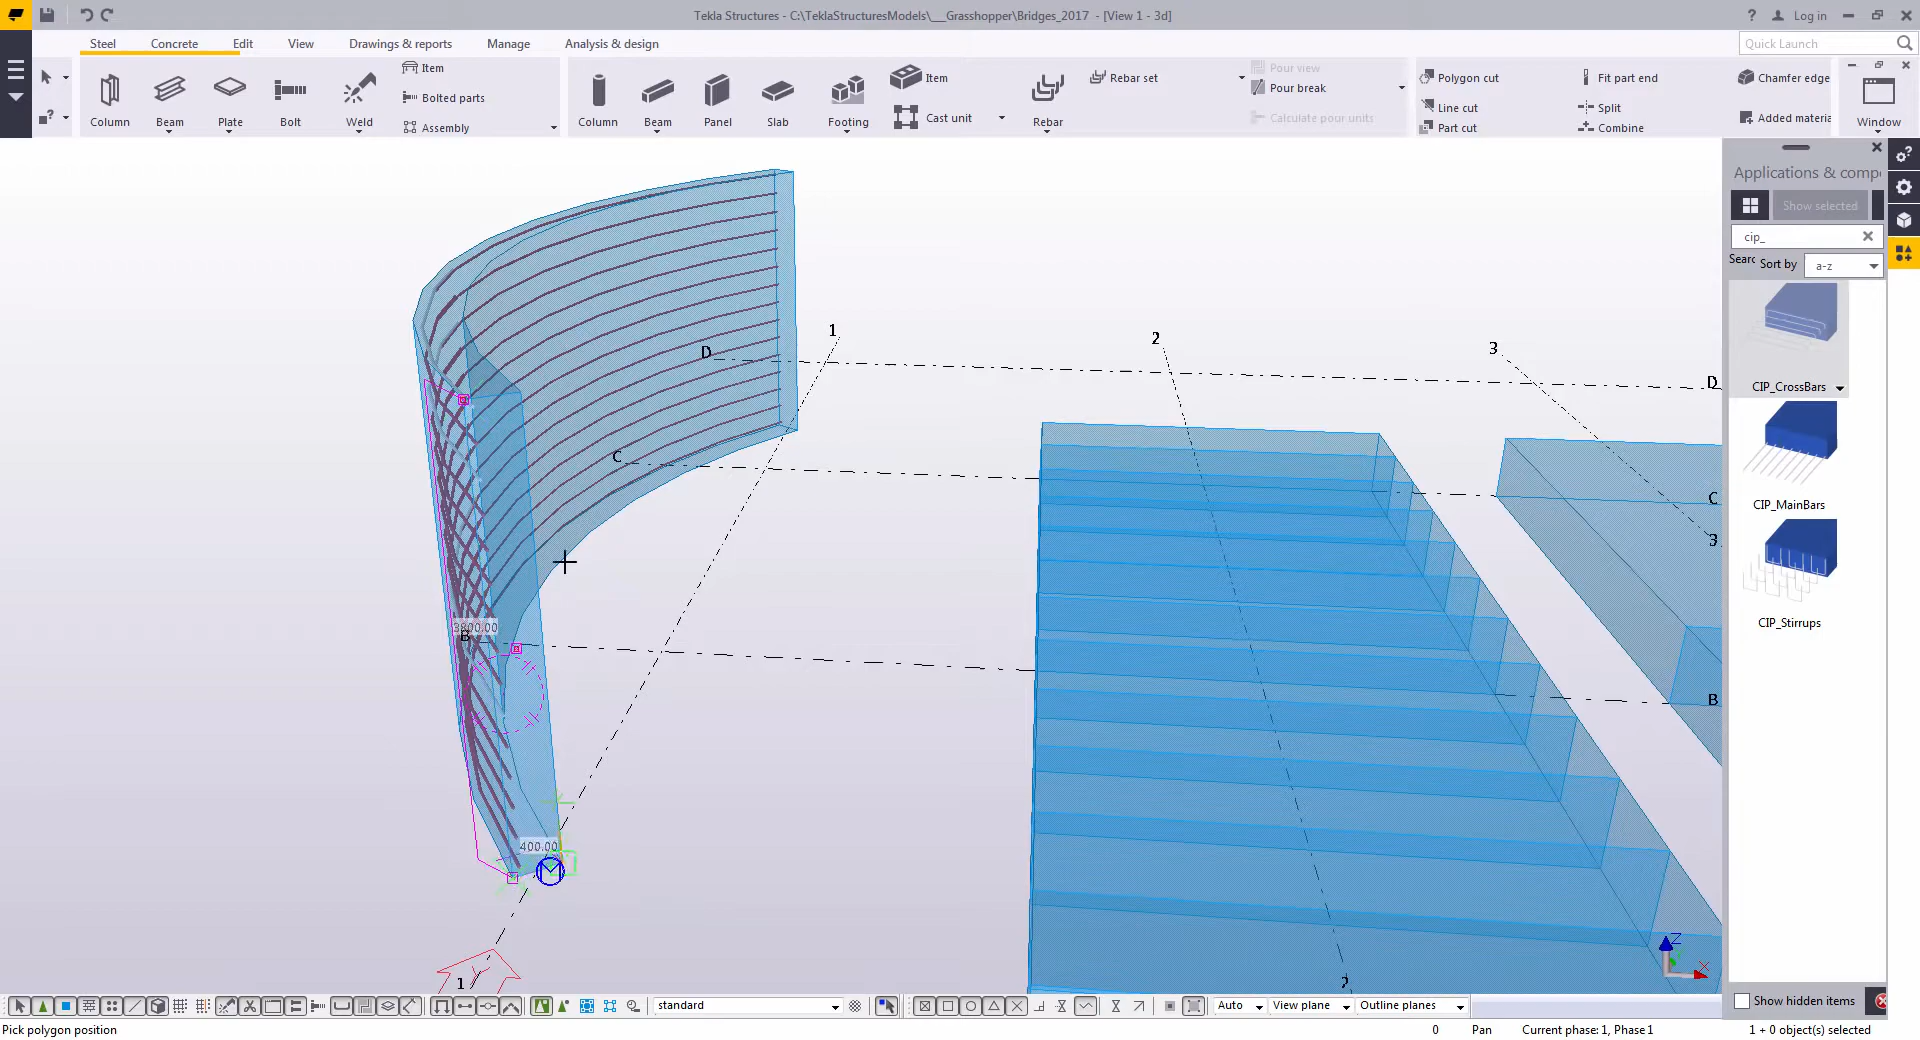 Tekla Structures - C:\TeklaStructuresModels\___Grasshopper\Bridges_2017 - [View 1 - 3d]
? Log in
Steel Concrete Edit View Drawings & reports Manage Analysis & design
Quick Launch
Column Beam Plate Bolt Weld
Item
Bolted parts
Assembly
Column Beam Panel Slab Footing
Item
Cast unit
Rebar
Rebar set
Pour view
Pour break
Calculate pour units
Polygon cut
Line cut
Part cut
Fit part end
Split
Combine
Chamfer edge
Added materia
Window
Applications & comp
Show selected
cip_
Searc Sort by a-z
CIP_CrossBars
CIP_MainBars
CIP_Stirrups
Show hidden items
1
2
3
D
D
C
C
3
3800.00
B
B
400.00
1
2
Z
X
standard
Auto View plane Outline planes
Pick polygon position
0 Pan Current phase: 1, Phase 1 1 + 0 object(s) selected